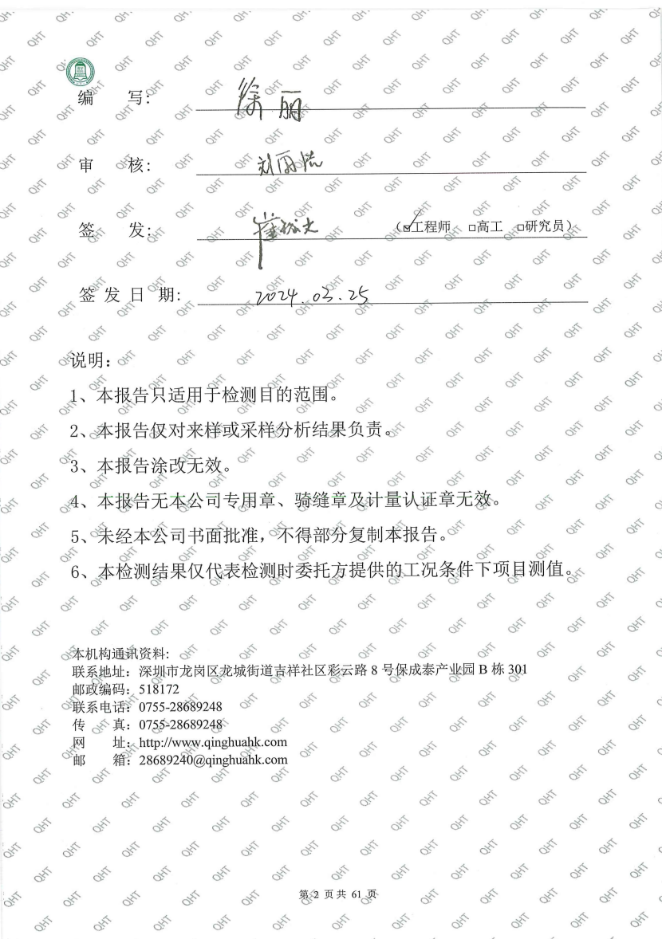 编 写: 徐丽
审 核:
签 发: (☑工程师 □高工 □研究员)
签 发 日 期: 2024.03.25
说明:
1、本报告只适用于检测目的范围。
2、本报告仅对来样或采样分析结果负责。
3、本报告涂改无效。
4、本报告无本公司专用章、骑缝章及计量认证章无效。
5、未经本公司书面批准，不得部分复制本报告。
6、本检测结果仅代表检测时委托方提供的工况条件下项目测值。
本机构通讯资料:
联系地址: 深圳市龙岗区龙城街道吉祥社区彩云路 8 号保成泰产业园 B 栋 301
邮政编码: 518172
联系电话: 0755-28689248
传 真: 0755-28689248
网 址: http://www.qinghuahk.com
邮 箱: 28689240@qinghuahk.com
第 2 页 共 61 页
QHT